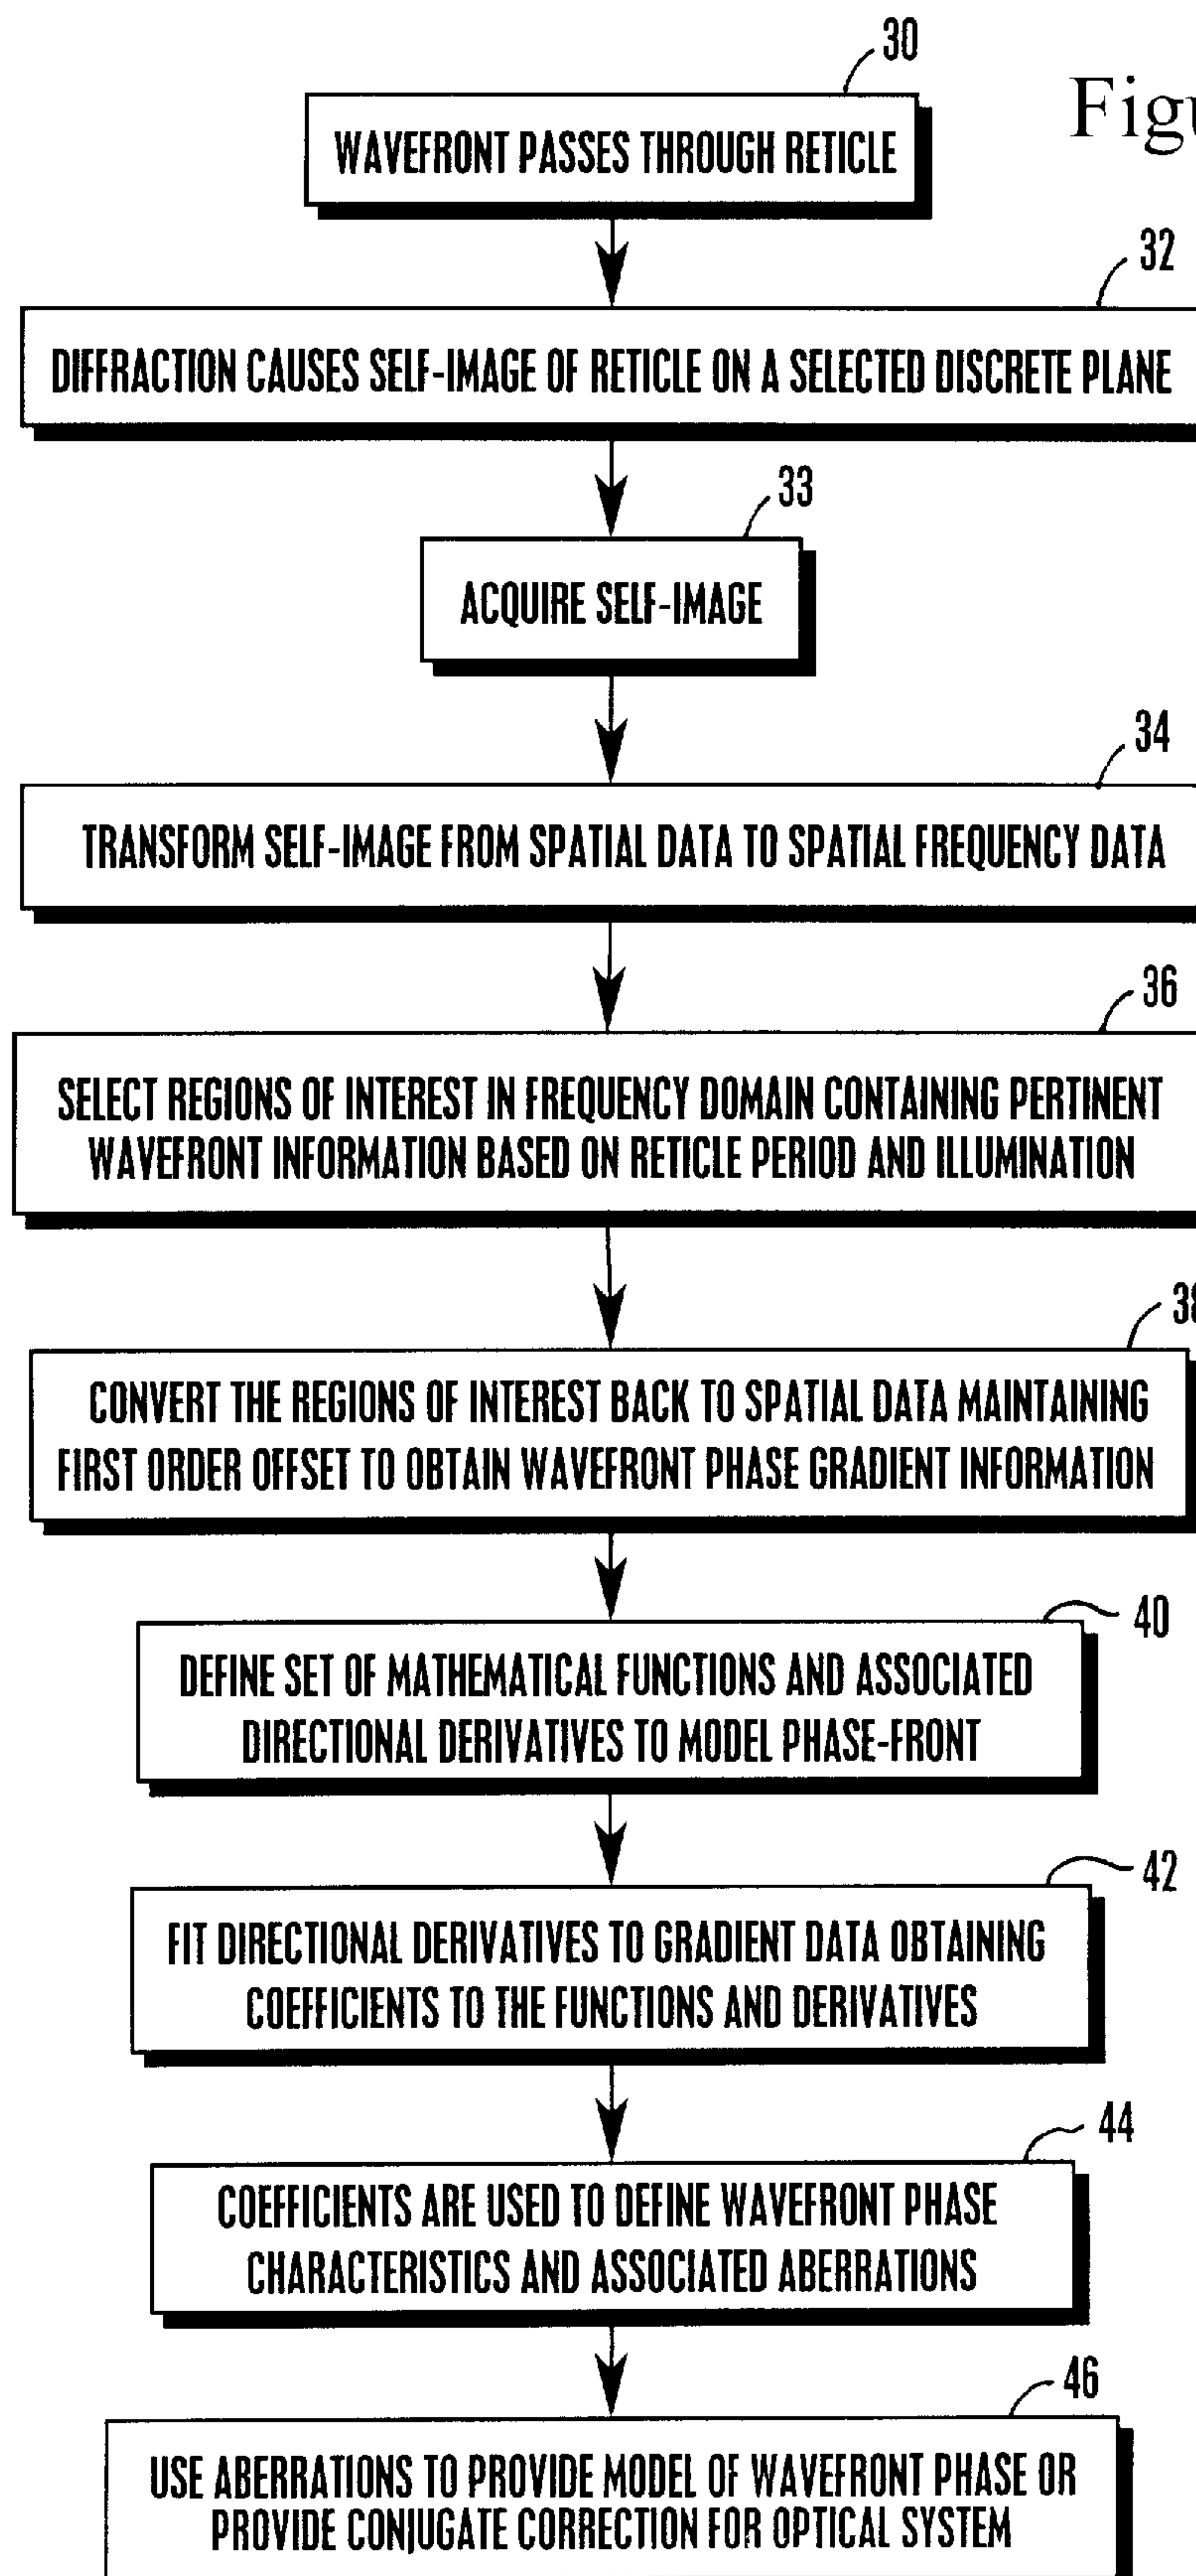 30
Figu
WAVEFRONT PASSES THROUGH RETICLE
32
DIFFRACTION CAUSES SELF-IMAGE OF RETICLE ON A SELECTED DISCRETE PLANE
33
ACQUIRE SELF-IMAGE
34
TRANSFORM SELF-IMAGE FROM SPATIAL DATA TO SPATIAL FREQUENCY DATA
36
SELECT REGIONS OF INTEREST IN FREQUENCY DOMAIN CONTAINING PERTINENT
WAVEFRONT INFORMATION BASED ON RETICLE PERIOD AND ILLUMINATION
38
CONVERT THE REGIONS OF INTEREST BACK TO SPATIAL DATA MAINTAINING
FIRST ORDER OFFSET TO OBTAIN WAVEFRONT PHASE GRADIENT INFORMATION
40
DEFINE SET OF MATHEMATICAL FUNCTIONS AND ASSOCIATED
DIRECTIONAL DERIVATIVES TO MODEL PHASE-FRONT
42
FIT DIRECTIONAL DERIVATIVES TO GRADIENT DATA OBTAINING
COEFFICIENTS TO THE FUNCTIONS AND DERIVATIVES
44
COEFFICIENTS ARE USED TO DEFINE WAVEFRONT PHASE
CHARACTERISTICS AND ASSOCIATED ABERRATIONS
46
USE ABERRATIONS TO PROVIDE MODEL OF WAVEFRONT PHASE OR
PROVIDE CONJUGATE CORRECTION FOR OPTICAL SYSTEM